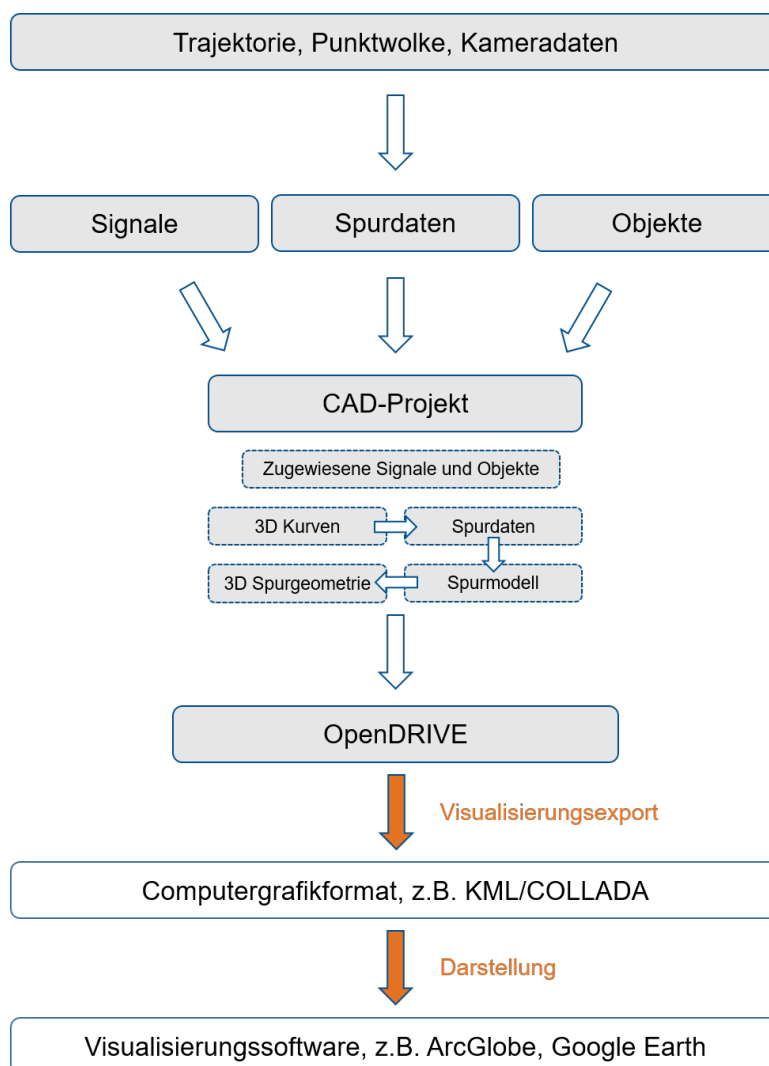 Trajektorie, Punktwolke, Kameradaten
Signale
Spurdaten
Objekte
CAD-Projekt
Zugewiesene Signale und Objekte
3D Kurven
Spurdaten
3D Spurgeometrie
Spurmodell
OpenDRIVE
Visualisierungsexport
Computergrafikformat, z.B. KML/COLLADA
Darstellung
Visualisierungssoftware, z.B. ArcGlobe, Google Earth